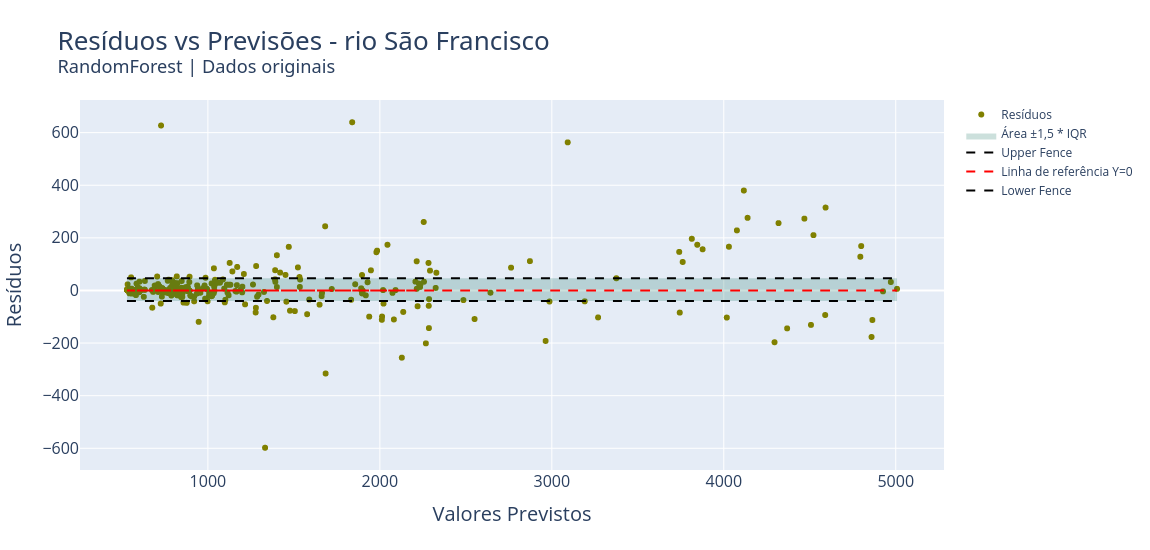 Resíduos vs Previsões - rio São Francisco
RandomForest | Dados originais
Resíduos
Área ±1,5 * IQR
Upper Fence
Linha de referência Y=0
Lower Fence
Resíduos
600
400
200
0
−200
−400
−600
1000
2000
3000
4000
5000
Valores Previstos